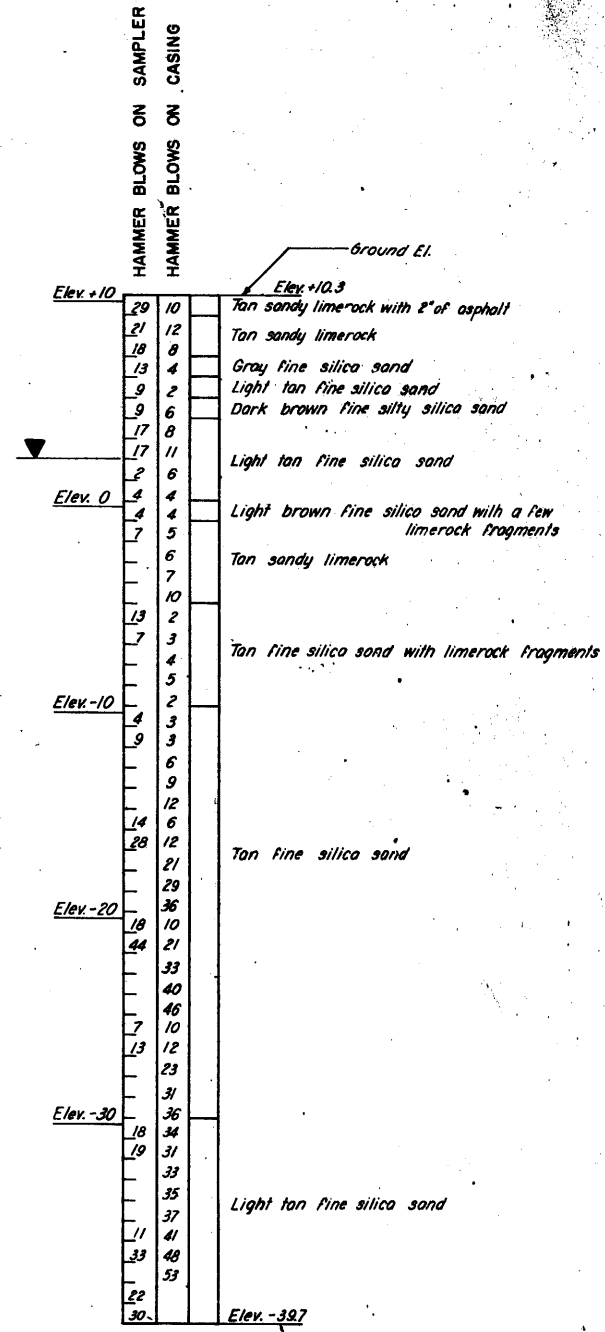 HAMMER BLOWS ON SAMPLER
HAMMER BLOWS ON CASING
Ground El.
Elev. +10
Elev. +10.3
29 10 Tan sandy limerock with 2" of asphalt
21 12 Tan sandy limerock
18 8
13 4 Gray fine silica sand
9 2 Light tan fine silica sand
9 6 Dark brown fine silty silica sand
17 8
17 11 Light tan fine silica sand
2 6
Elev. 0 4 4
4 4 Light brown fine silica sand with a few
limerock fragments
7 5
6 Tan sandy limerock
7
10
13 2
7 3 Tan fine silica sand with limerock fragments
4
5
Elev. -10 2
4 3
9 3
6
9
12
14 6
28 12 Tan fine silica sand
21
29
Elev. -20 36
18 10
44 21
33
40
46
7 10
13 12
23
31
Elev. -30 36
18 34
19 31
33
35 Light tan fine silica sand
37
11 41
33 48
53
22
30 Elev. -39.7